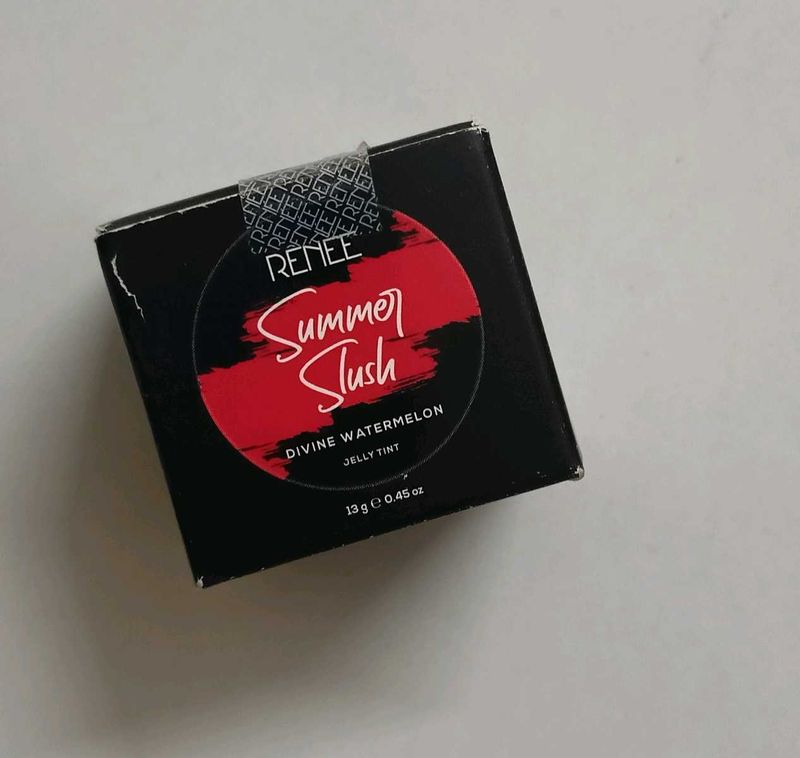 RENEE
Summer
Slush
DIVINE WATERMELON
JELLY TINT
13 g ℮ 0.45 oz